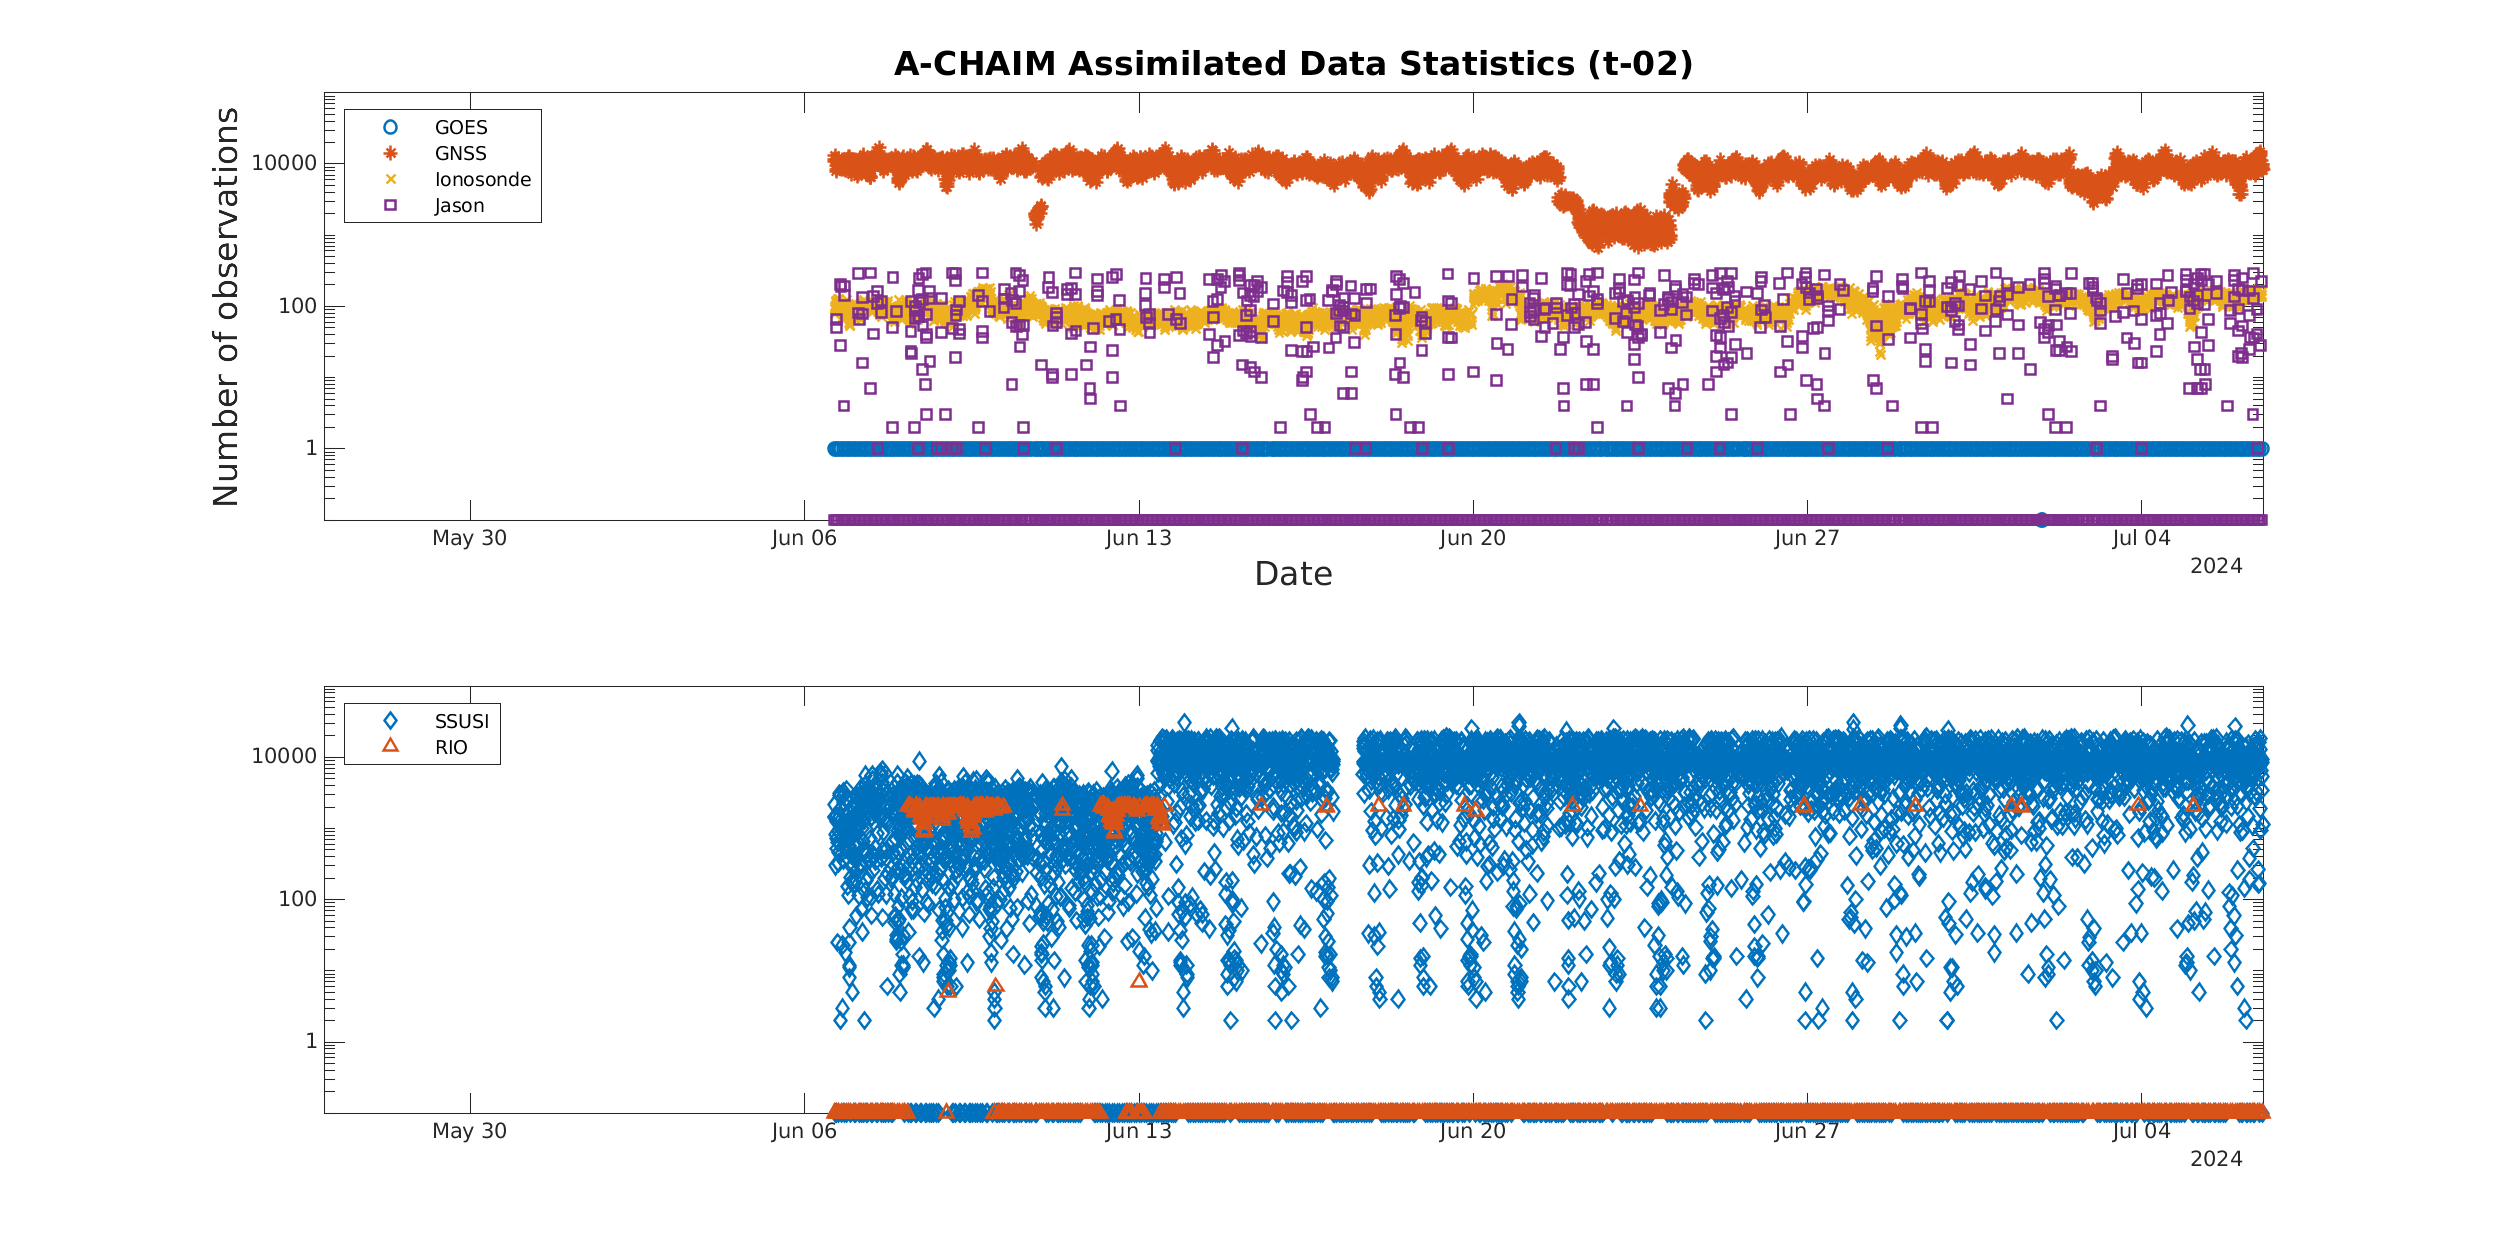 A-CHAIM Assimilated Data Statistics (t-02)
Number of observations
10000
100
1
GOES
GNSS
Ionosonde
Jason
May 30
Jun 06
Jun 13
Jun 20
Jun 27
Jul 04
2024
Date
10000
100
1
SSUSI
RIO
May 30
Jun 06
Jun 13
Jun 20
Jun 27
Jul 04
2024